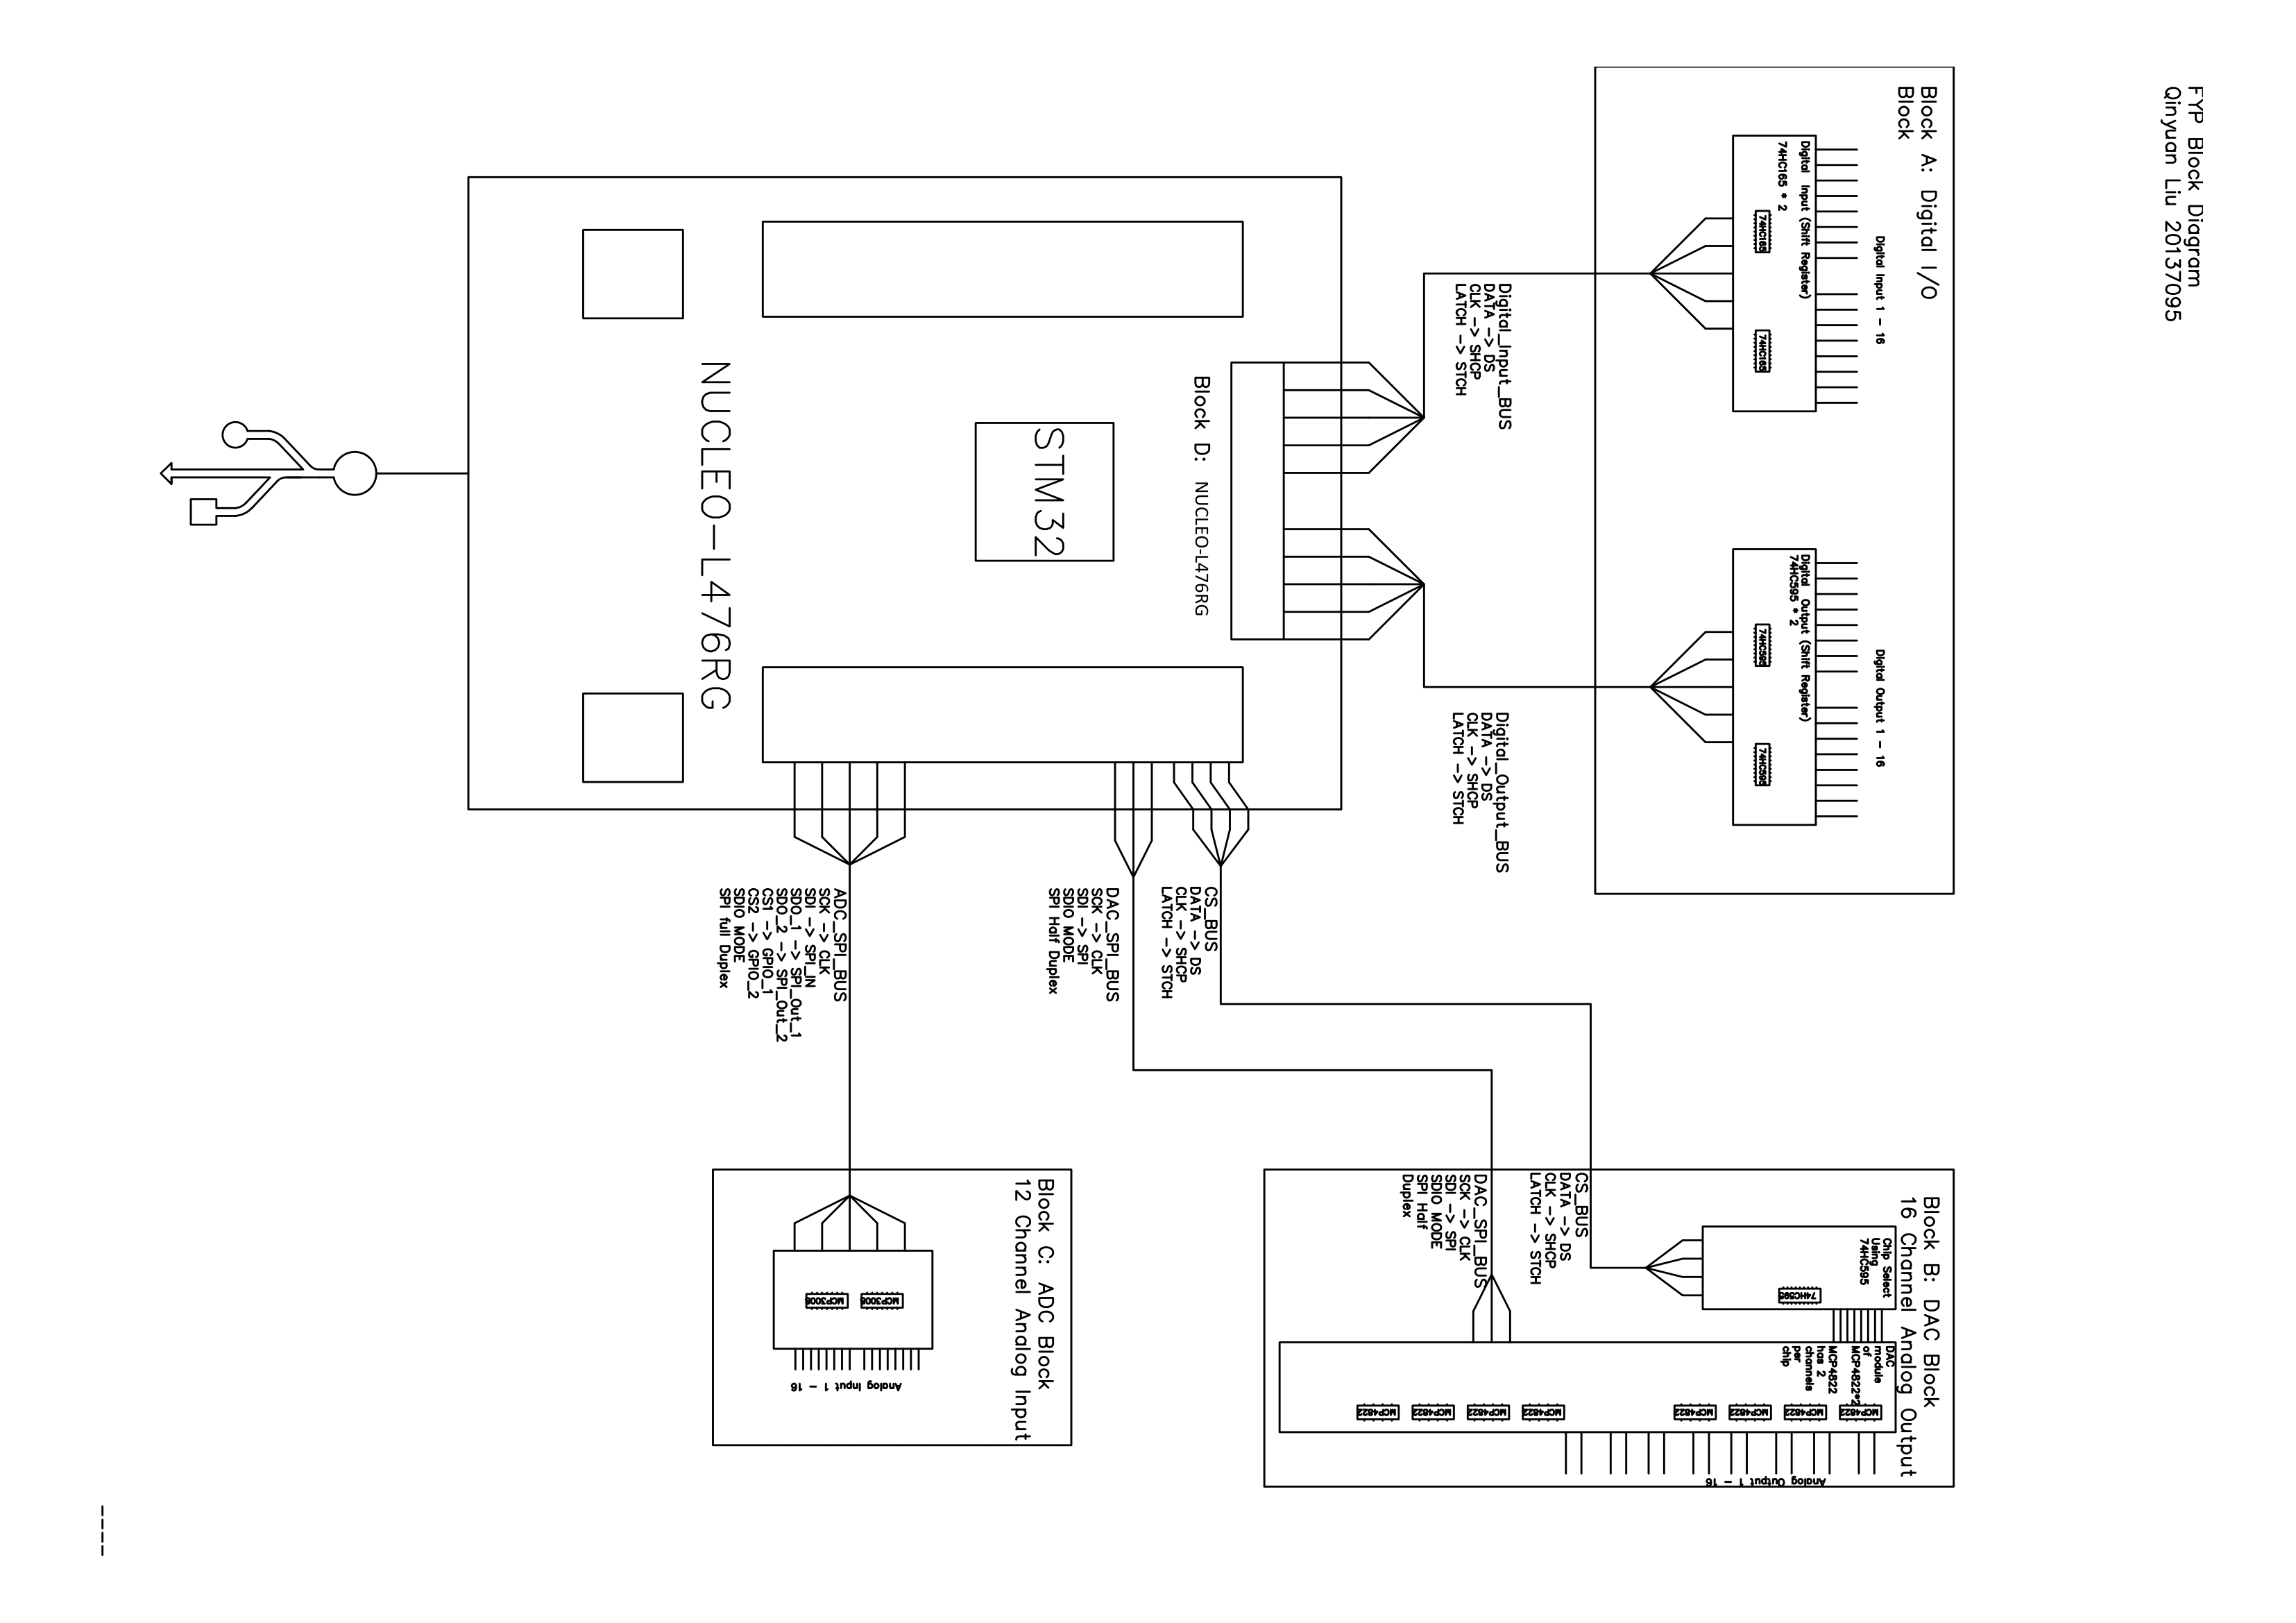 FYP Block Diagram
Qinyuan Liu 20137095
Block A: Digital I/O
Block
Digital Input 1 - 16
Digital Input (Shift Register)
74HC165 * 2
74HC165
74HC165
Digital Output 1 - 16
Digital Output (Shift Register)
74HC595 * 2
74HC595
74HC595
Digital_Input_BUS
DATA -> DS
CLK -> SHCP
LATCH -> STCH
Digital_Output_BUS
DATA -> DS
CLK -> SHCP
LATCH -> STCH
Block D: NUCLEO-L476RG
STM32
NUCLEO-L476RG
CS_BUS
DATA -> DS
CLK -> SHCP
LATCH -> STCH
DAC_SPI_BUS
SCK -> CLK
SDI -> SPI
SDIO MODE
SPI Half Duplex
ADC_SPI_BUS
SCK -> CLK
SDI -> SPI_IN
SDO_1 -> SPI_Out_1
SDO_2 -> SPI_Out_2
CS1 -> GPIO_1
CS2 -> GPIO_2
SDIO MODE
SPI full Duplex
Block B: DAC Block
16 Channel Analog Output
Chip Select
Using
74HC595
74HC595
CS_BUS
DATA -> DS
CLK -> SHCP
LATCH -> STCH
DAC_SPI_BUS
SCK -> CLK
SDI -> SPI
SDIO MODE
SPI Half
Duplex
DAC
module
of
MCP4822*2
MCP4822
has 2
channels
per
chip
MCP4822
MCP4822
MCP4822
MCP4822
MCP4822
MCP4822
MCP4822
MCP4822
Analog Output 1 - 16
Block C: ADC Block
12 Channel Analog Input
MCP3008
MCP3008
Analog Input 1 - 16